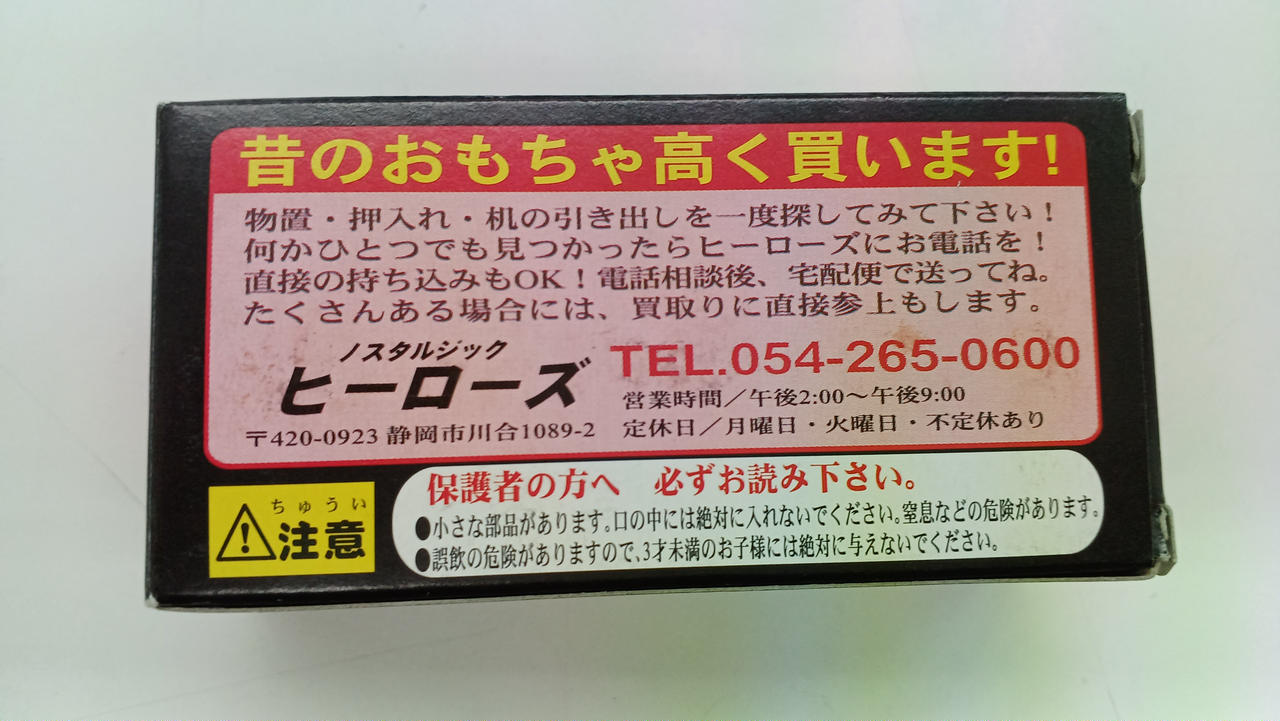 昔のおもちゃ高く買います!
物置・押入れ・机の引き出しを一度探してみて下さい！
何かひとつでも見つかったらヒーローズにお電話を！
直接の持ち込みもOK！電話相談後、宅配便で送ってね。
たくさんある場合には、買取りに直接参上もします。
ノスタルジック
ヒーローズ
〒420-0923 静岡市川合1089-2
TEL.054-265-0600
営業時間／午後2:00～午後9:00
定休日／月曜日・火曜日・不定休あり
ちゅうい
注意
保護者の方へ　必ずお読み下さい。
●小さな部品があります。口の中には絶対に入れないでください。窒息などの危険があります。
●誤飲の危険がありますので、3才未満のお子様には絶対に与えないでください。